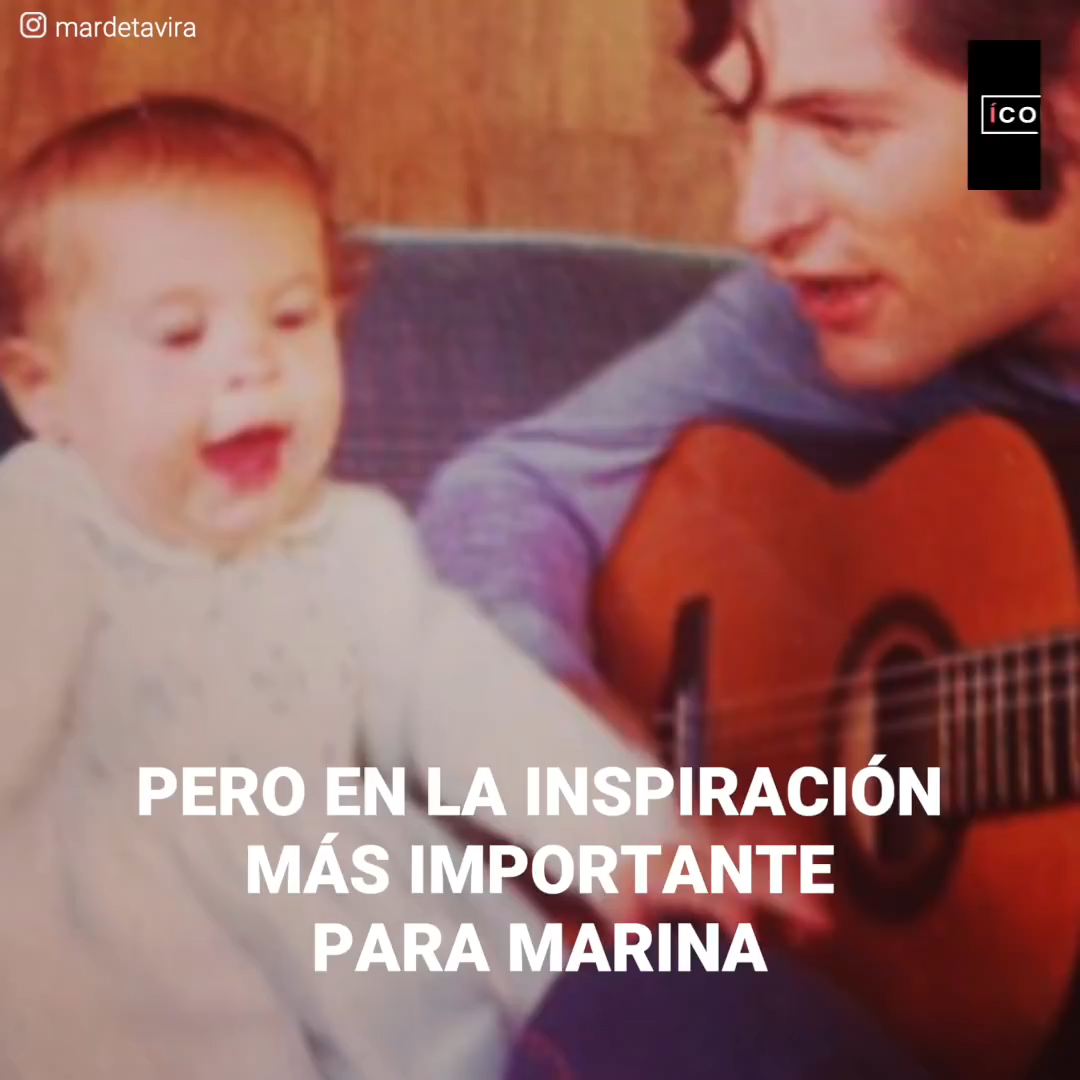 mardetavira
íCO
PERO EN LA INSPIRACIÓN
MÁS IMPORTANTE
PARA MARINA